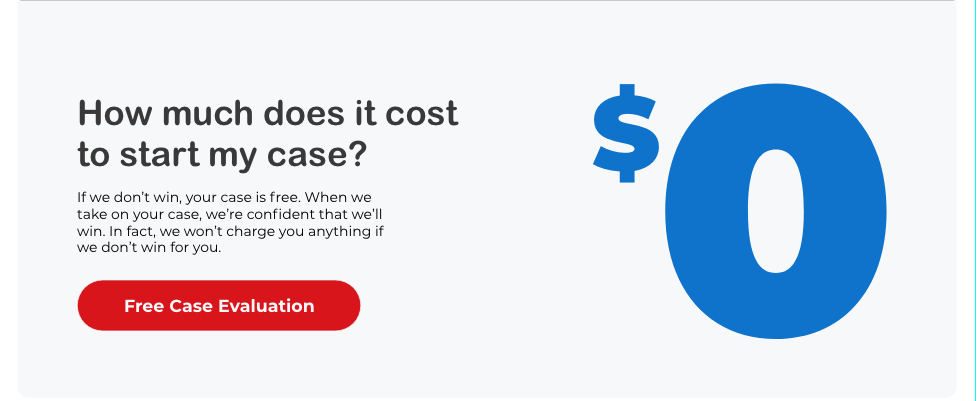 How much does it cost
to start my case?
If we don’t win, your case is free. When we
take on your case, we’re confident that we’ll
win. In fact, we won’t charge you anything if
we don’t win for you.
Free Case Evaluation
$0